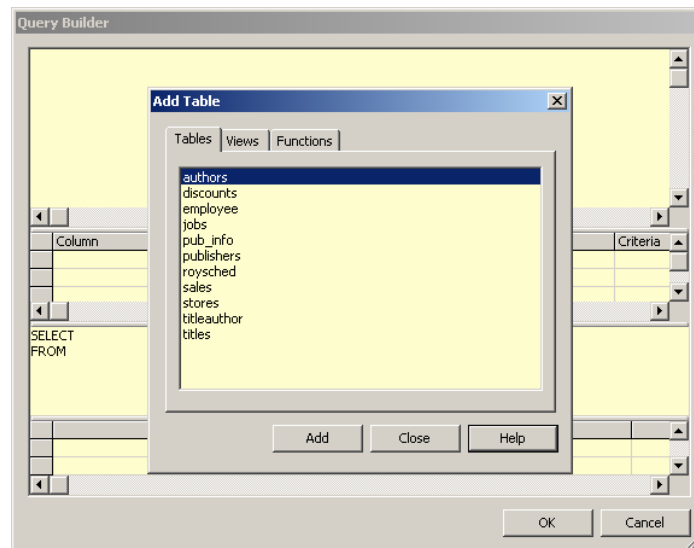 Query Builder
Add Table
Tables Views Functions
authors
discounts
employee
jobs
pub_info
publishers
roysched
sales
stores
titleauthor
titles
Column Criteria
SELECT
FROM
Add Close Help
OK Cancel